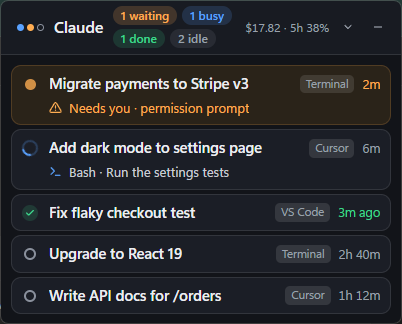 Claude 1 waiting 1 busy $17.82 · 5h 38%
1 done 2 idle
Migrate payments to Stripe v3 Terminal 2m
Needs you · permission prompt
Add dark mode to settings page Cursor 6m
Bash · Run the settings tests
Fix flaky checkout test VS Code 3m ago
Upgrade to React 19 Terminal 2h 40m
Write API docs for /orders Cursor 1h 12m